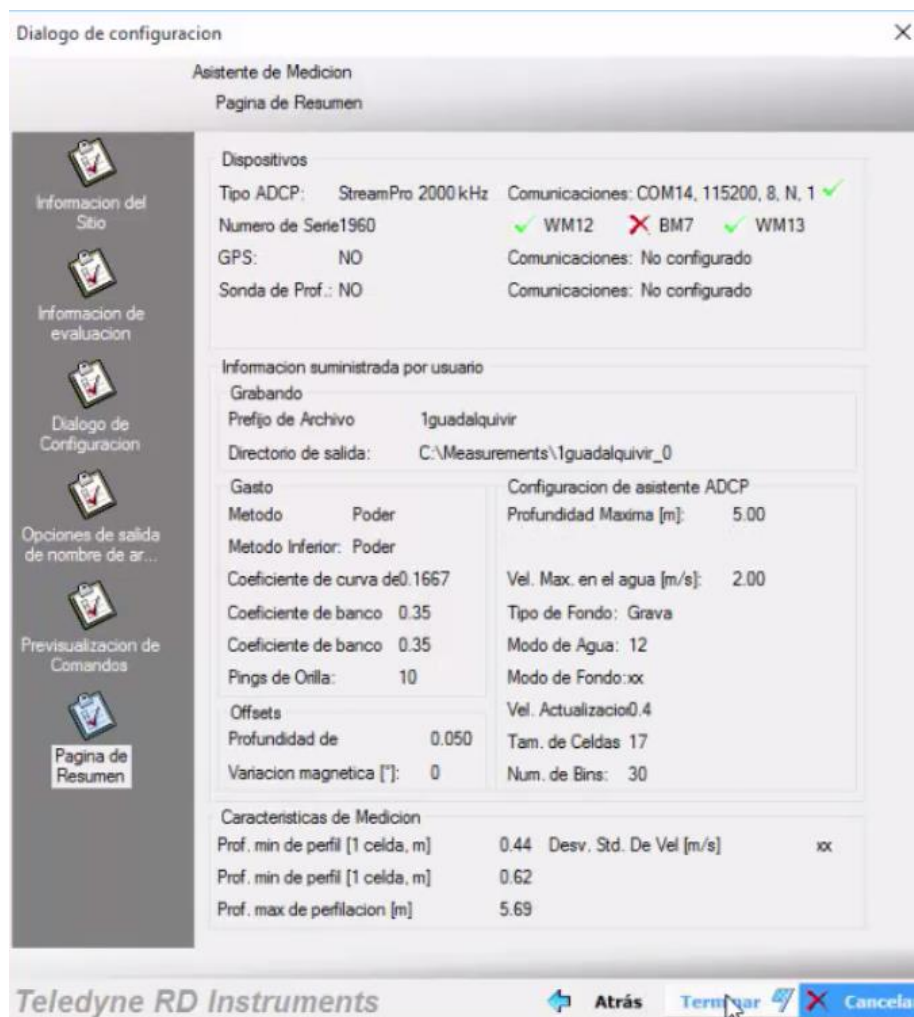 Dialogo de configuracion
Asistente de Medicion
Pagina de Resumen
Informacion del
Sitio
Informacion de
evaluacion
Dialogo de
Configuracion
Opciones de salida
de nombre de ar...
Previsualizacion de
Comandos
Pagina de
Resumen
Dispositivos
Tipo ADCP: StreamPro 2000 kHz Comunicaciones: COM14, 115200, 8, N, 1
Numero de Serie1960 WM12 BM7 WM13
GPS: NO Comunicaciones: No configurado
Sonda de Prof.: NO Comunicaciones: No configurado
Informacion suministrada por usuario
Grabando
Prefijo de Archivo 1guadalquivir
Directorio de salida: C:\Measurements\1guadalquivir_0
Gasto
Metodo Poder
Metodo Inferior: Poder
Coeficiente de curva de0.1667
Coeficiente de banco 0.35
Coeficiente de banco 0.35
Pings de Orilla: 10
Offsets
Profundidad de 0.050
Variacion magnetica [°]: 0
Configuracion de asistente ADCP
Profundidad Maxima [m]: 5.00
Vel. Max. en el agua [m/s]: 2.00
Tipo de Fondo: Grava
Modo de Agua: 12
Modo de Fondo:xx
Vel. Actualizacio0.4
Tam. de Celdas 17
Num. de Bins: 30
Caracteristicas de Medicion
Prof. min de perfil [1 celda, m] 0.44 Desv. Std. De Vel [m/s] xx
Prof. min de perfil [1 celda, m] 0.62
Prof. max de perfilacion [m] 5.69
Teledyne RD Instruments
Atrás Terminar Cancela